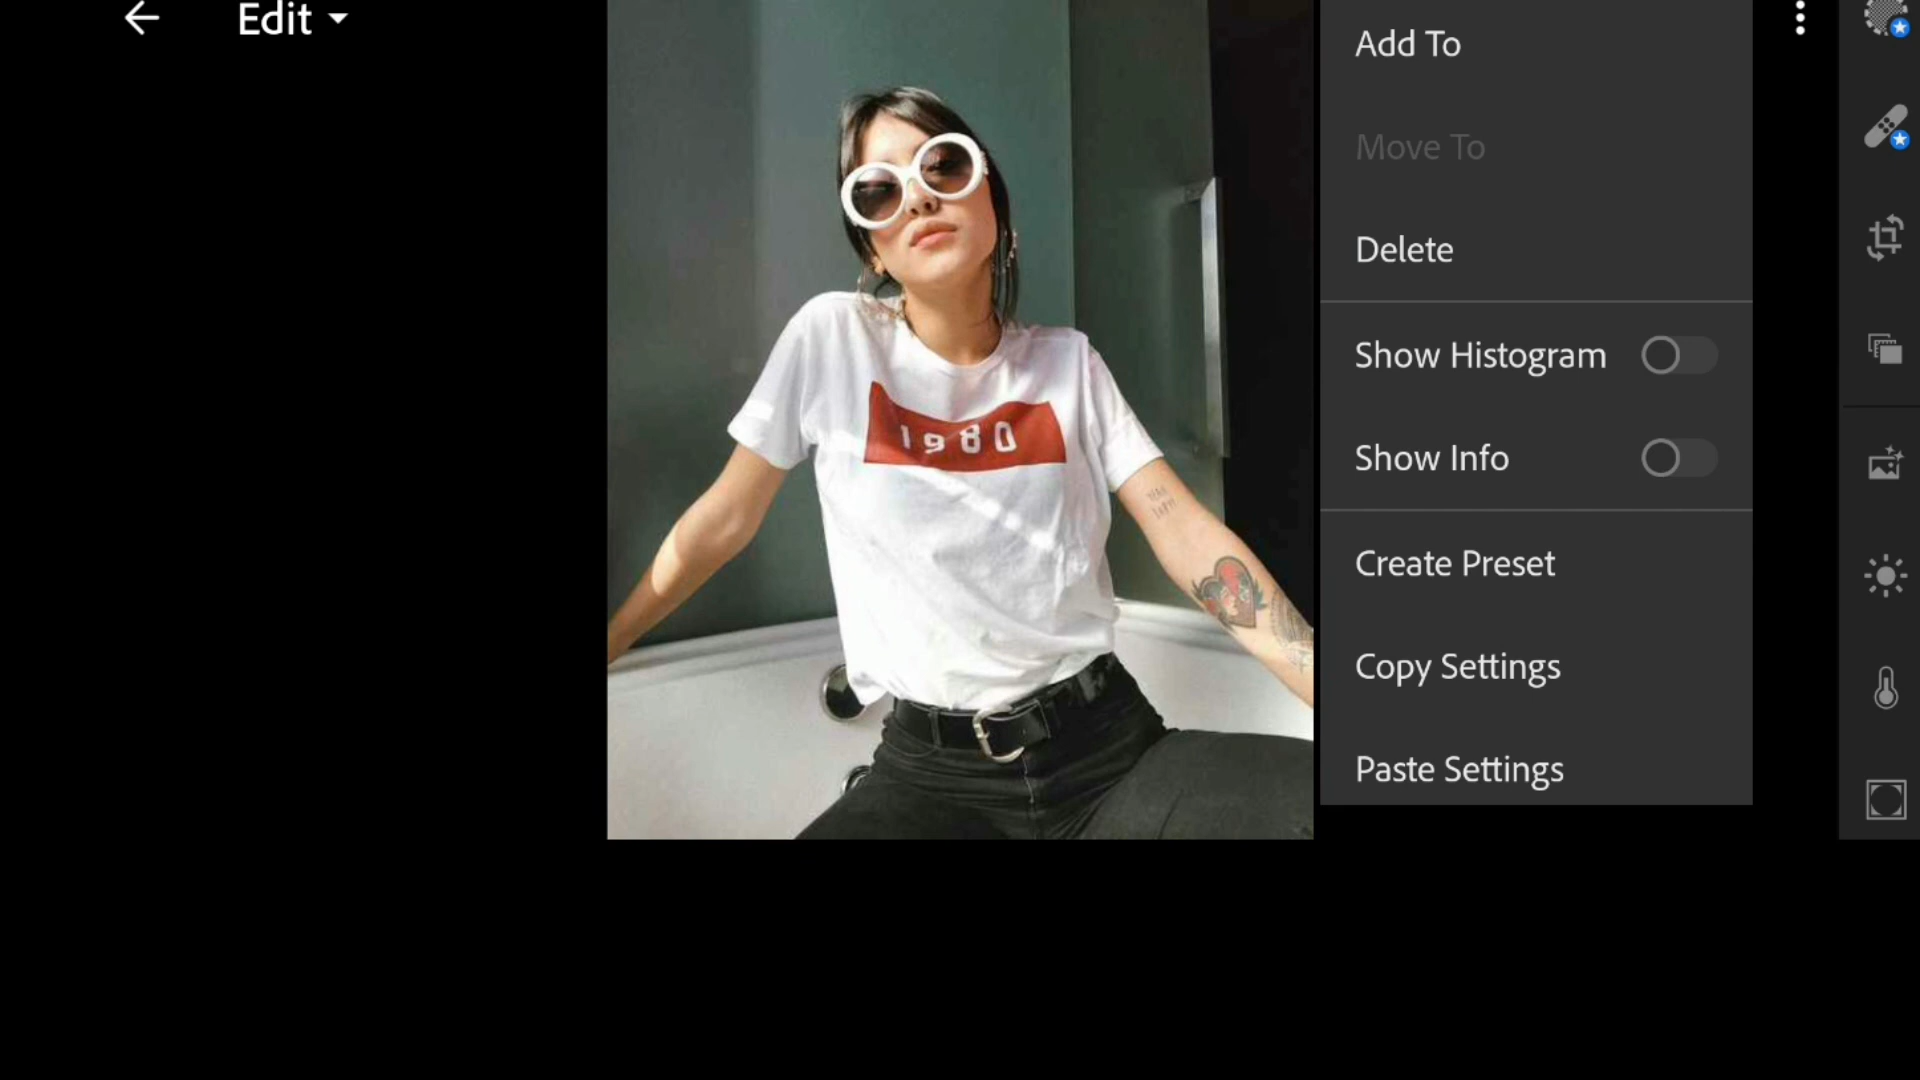 Edit
Add To
Move To
Delete
Show Histogram
Show Info
Create Preset
Copy Settings
Paste Settings
1980